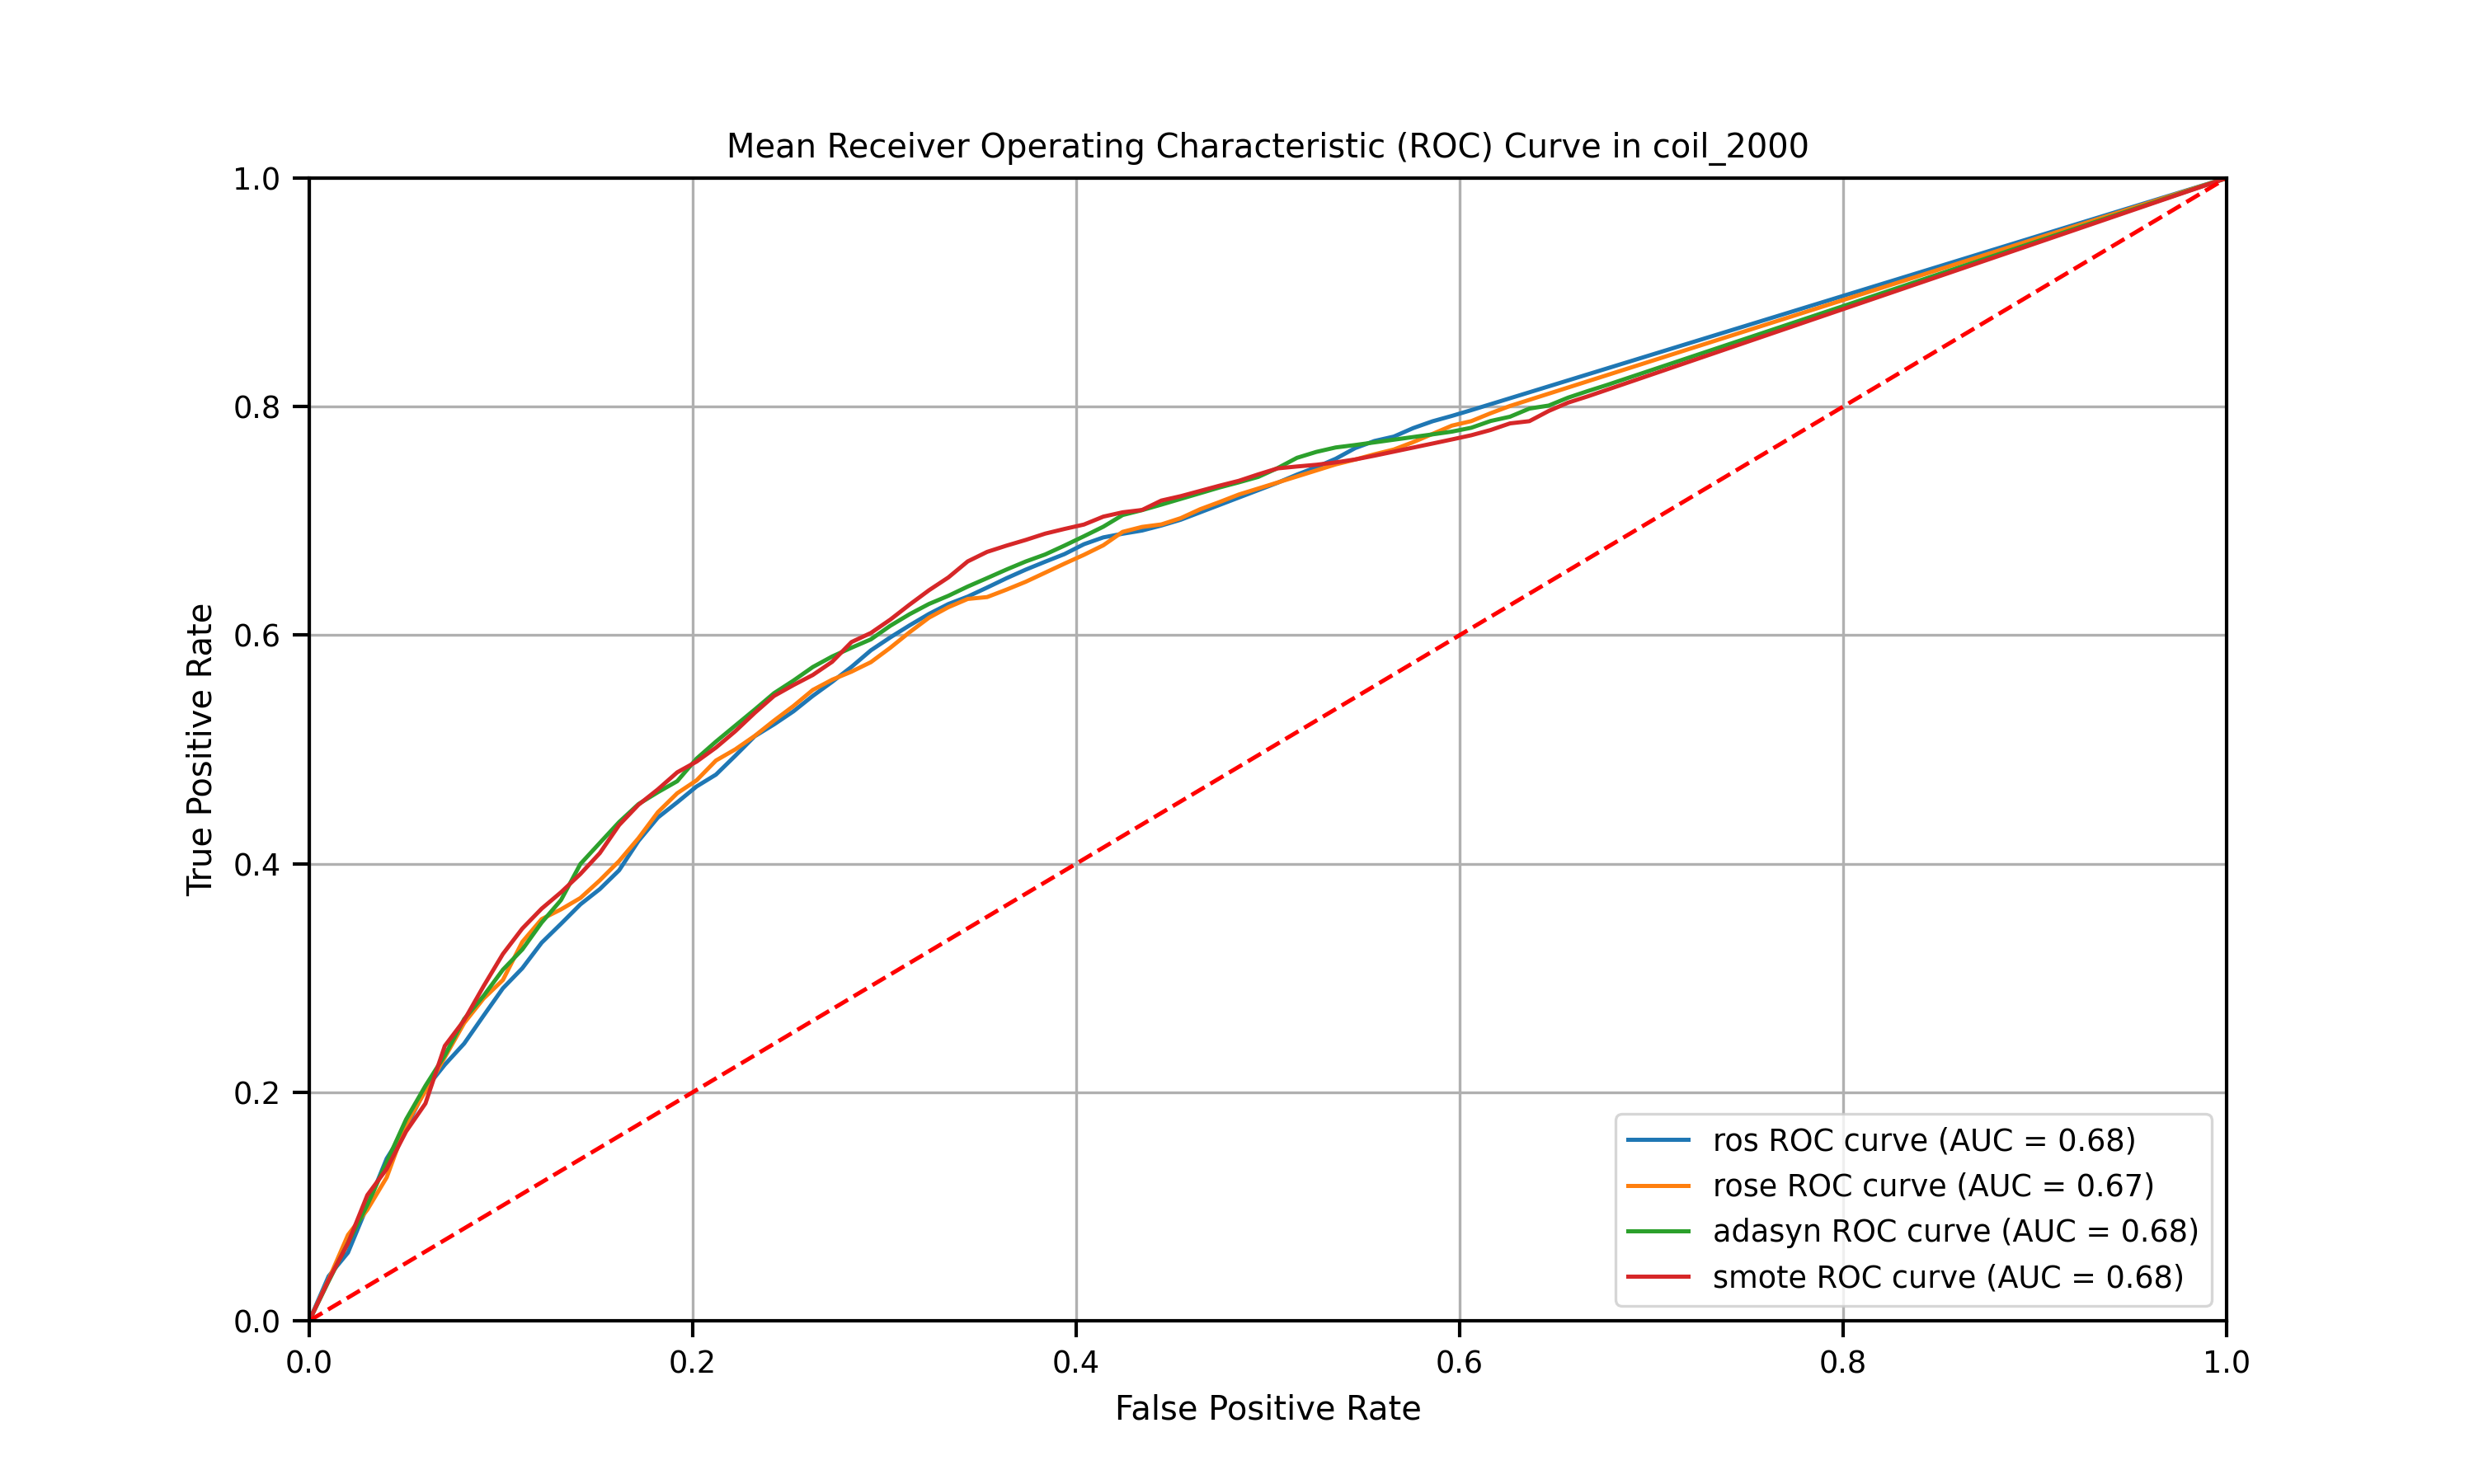 Mean Receiver Operating Characteristic (ROC) Curve in coil_2000
1.0
0.8
0.6
0.4
0.2
0.0
True Positive Rate
0.0 0.2 0.4 0.6 0.8 1.0
False Positive Rate
ros ROC curve (AUC = 0.68)
rose ROC curve (AUC = 0.67)
adasyn ROC curve (AUC = 0.68)
smote ROC curve (AUC = 0.68)